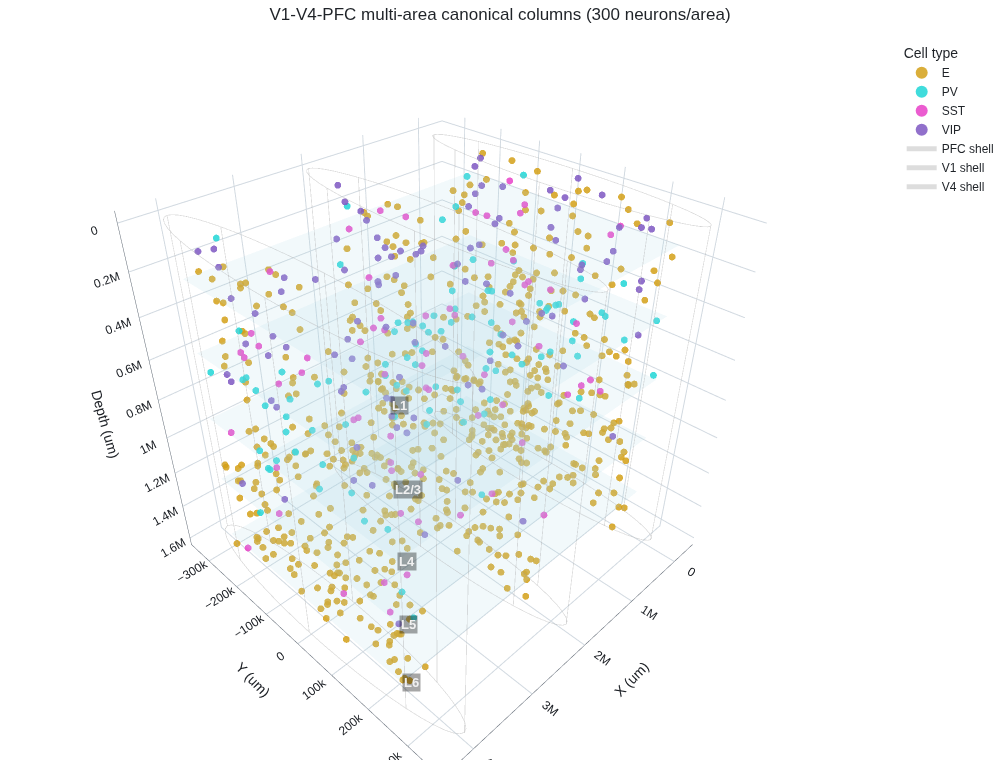 V1-V4-PFC multi-area canonical columns (300 neurons/area)
Cell type
E
PV
SST
VIP
PFC shell
V1 shell
V4 shell
0
0.2M
0.4M
0.6M
0.8M
1M
1.2M
1.4M
1.6M
Depth (um)
−300k
−200k
−100k
0
100k
200k
Y (um)
0
1M
2M
3M
X (um)
L1
L2/3
L4
L5
L6